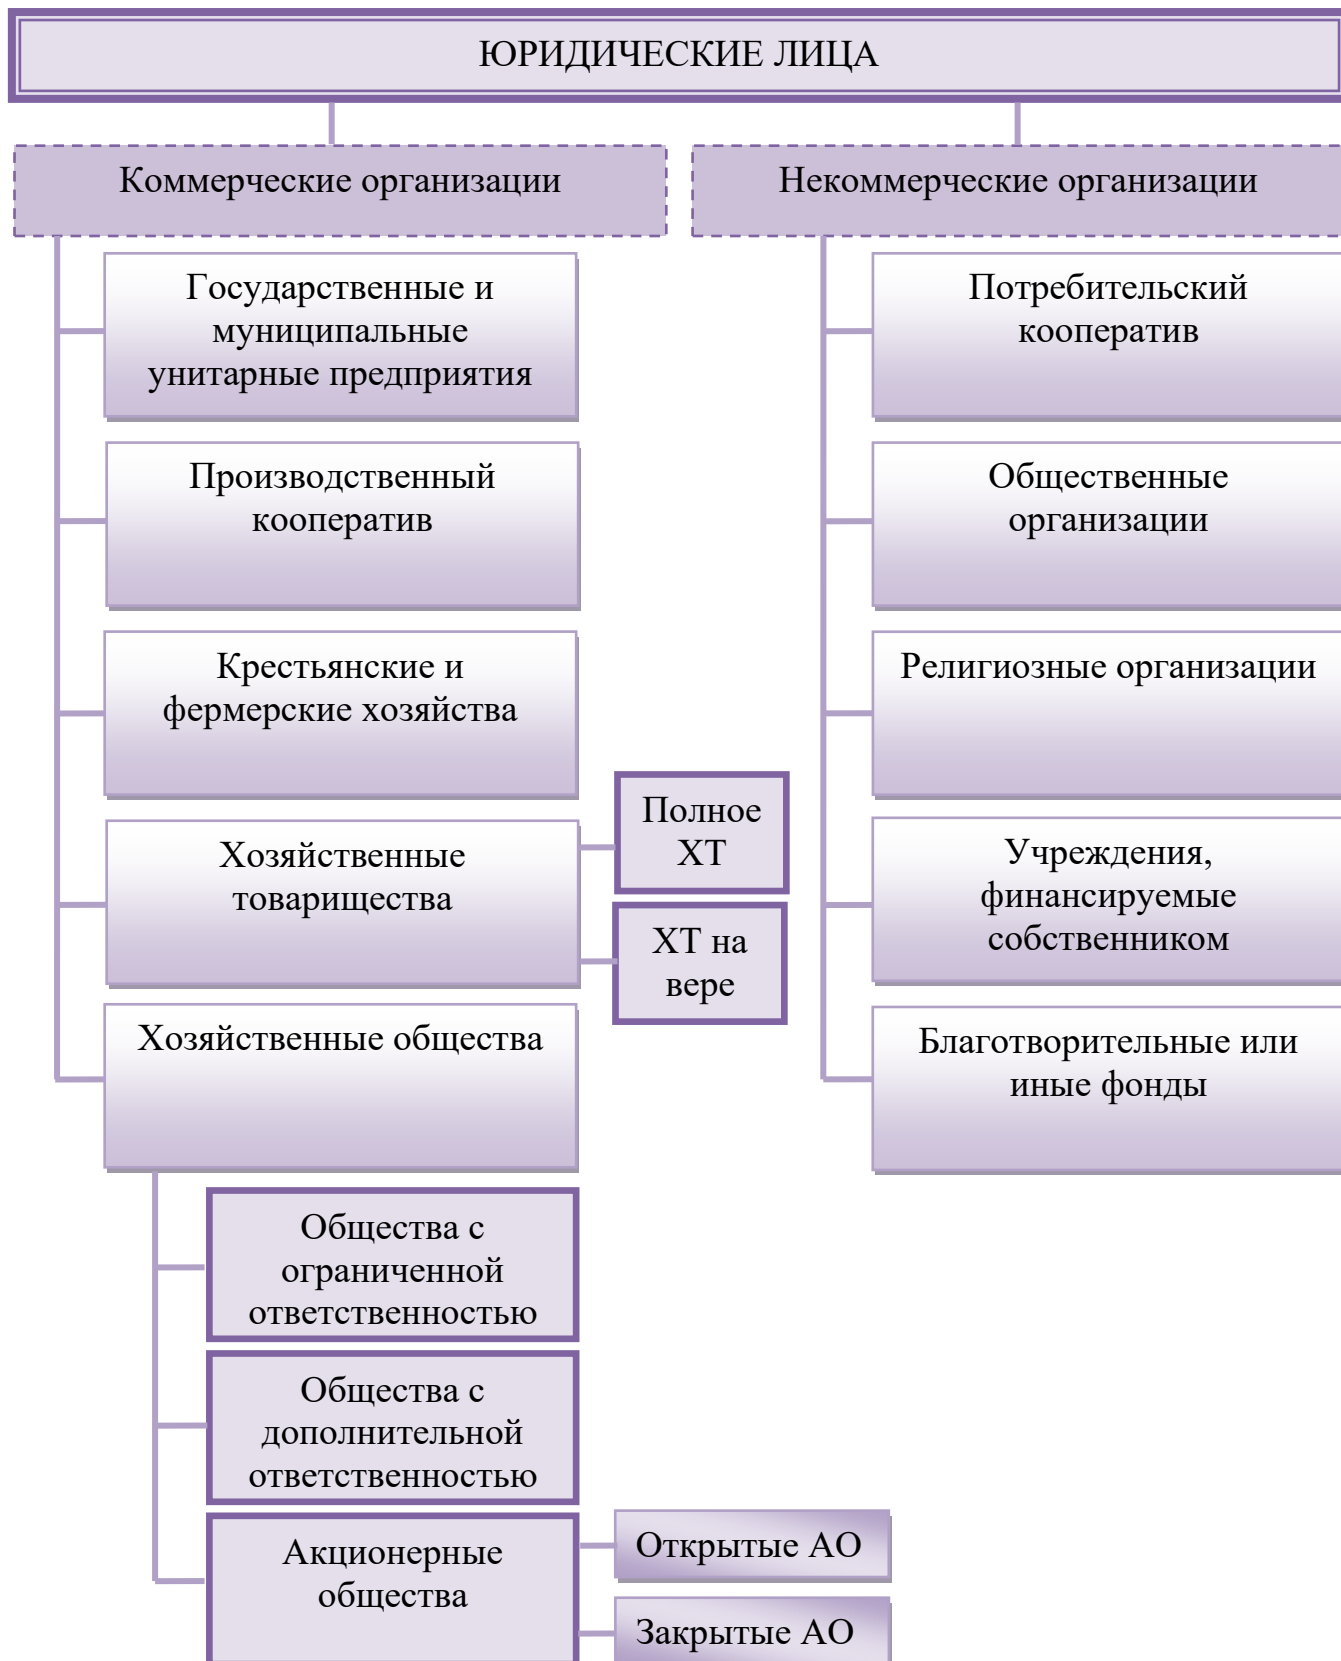 ЮРИДИЧЕСКИЕ ЛИЦА
Коммерческие организации
Государственные и
муниципальные
унитарные предприятия
Производственный
кооператив
Крестьянские и
фермерские хозяйства
Хозяйственные
товарищества
Полное
ХТ
ХТ на
вере
Хозяйственные общества
Общества с
ограниченной
ответственностью
Общества с
дополнительной
ответственностью
Акционерные
общества
Открытые АО
Закрытые АО
Некоммерческие организации
Потребительский
кооператив
Общественные
организации
Религиозные организации
Учреждения,
финансируемые
собственником
Благотворительные или
иные фонды